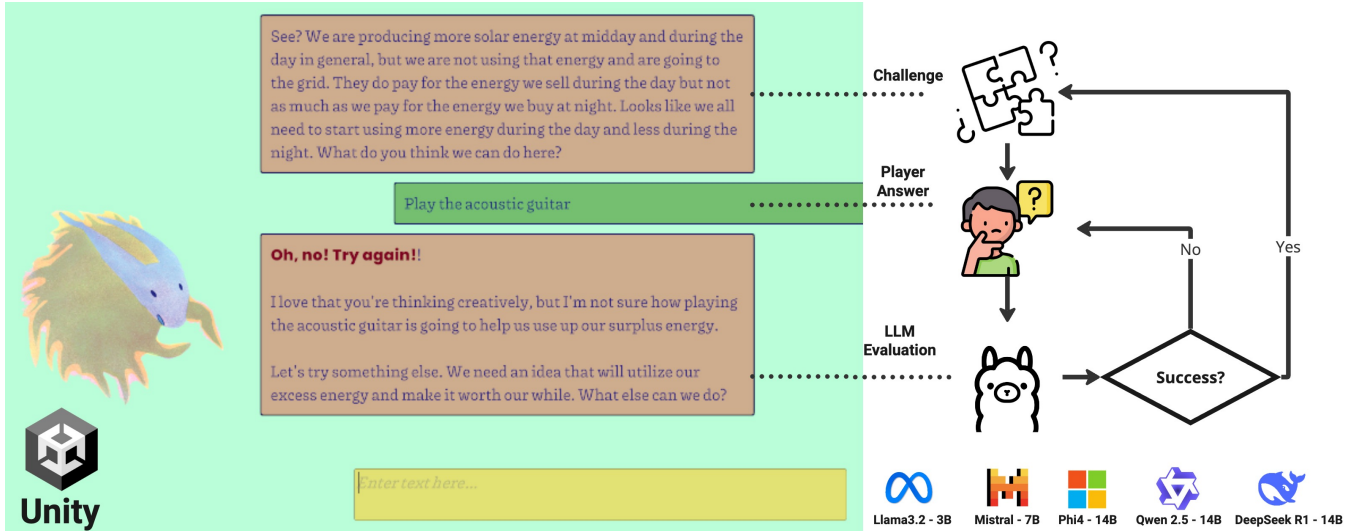 See? We are producing more solar energy at midday and during the
day in general, but we are not using that energy and are going to
the grid. They do pay for the energy we sell during the day but not
as much as we pay for the energy we buy at night. Looks like we all
need to start using more energy during the day and less during the
night. What do you think we can do here?
Play the acoustic guitar
Oh, no! Try again!!
I love that you're thinking creatively, but I'm not sure how playing
the acoustic guitar is going to help us use up our surplus energy.
Let's try something else. We need an idea that will utilize our
excess energy and make it worth our while. What else can we do?
Enter text here...
Unity
Challenge
Player
Answer
LLM
Evaluation
?
?
?
No
Yes
Success?
Llama3.2 - 3B
Mistral - 7B
Phi4 - 14B
Qwen 2.5 - 14B
DeepSeek R1 - 14B